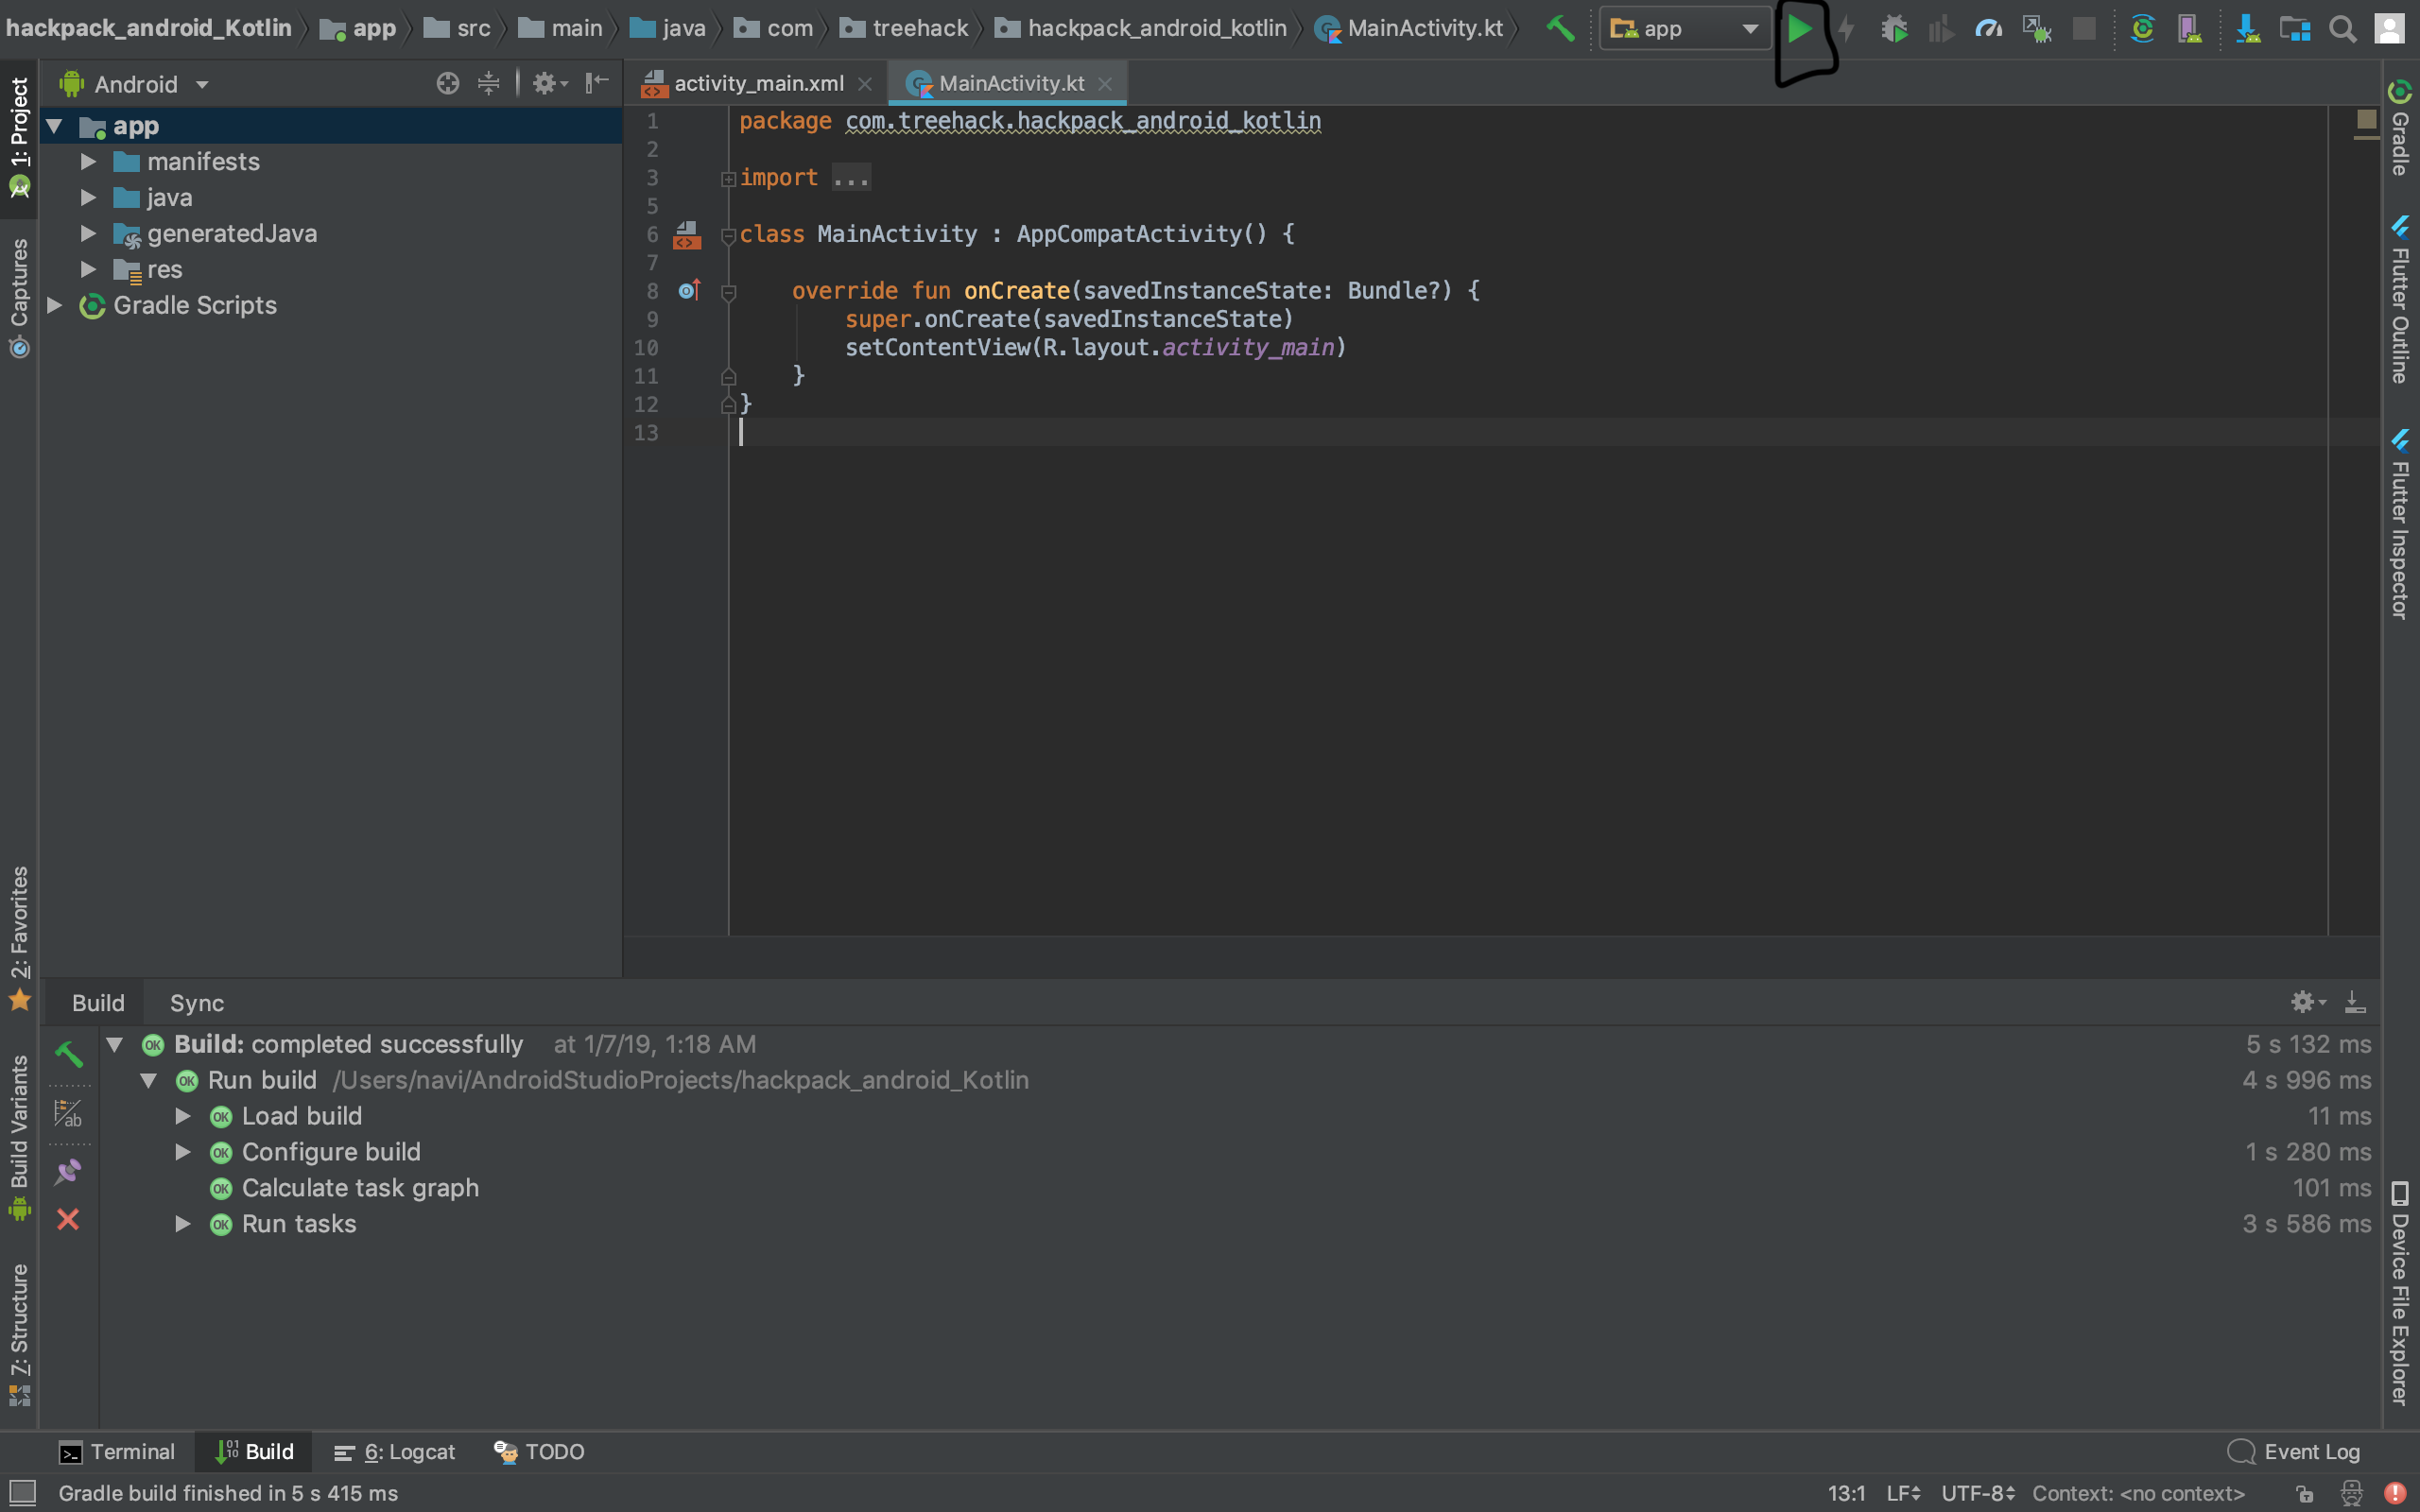 hackpack_android_Kotlin app src main java com treehack hackpack_android_kotlin MainActivity.kt app
Android
activity_main.xml MainActivity.kt
1: Project
Captures
2: Favorites
Build Variants
7: Structure
app
manifests
java
generatedJava
res
Gradle Scripts
1 package com.treehack.hackpack_android_kotlin
2
3 import ...
5
6 class MainActivity : AppCompatActivity() {
7
8 override fun onCreate(savedInstanceState: Bundle?) {
9 super.onCreate(savedInstanceState)
10 setContentView(R.layout.activity_main)
11 }
12 }
13
Gradle
Flutter Outline
Flutter Inspector
Device File Explorer
Build Sync
OK Build: completed successfully at 1/7/19, 1:18 AM 5 s 132 ms
OK Run build /Users/navi/AndroidStudioProjects/hackpack_android_Kotlin 4 s 996 ms
OK Load build 11 ms
OK Configure build 1 s 280 ms
OK Calculate task graph 101 ms
OK Run tasks 3 s 586 ms
Terminal Build 6: Logcat TODO Event Log
Gradle build finished in 5 s 415 ms 13:1 LF UTF-8 Context: <no context>